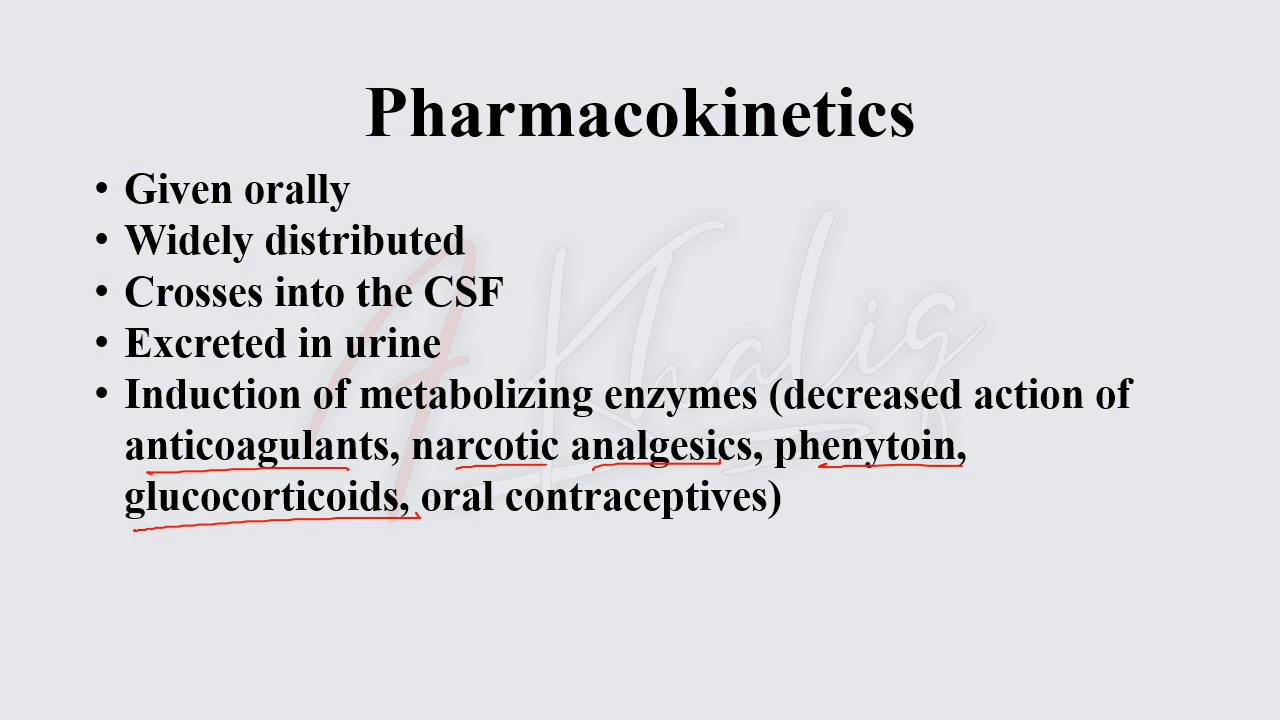 Pharmacokinetics
• Given orally
• Widely distributed
• Crosses into the CSF
• Excreted in urine
• Induction of metabolizing enzymes (decreased action of
anticoagulants, narcotic analgesics, phenytoin,
glucocorticoids, oral contraceptives)
A Khaliq